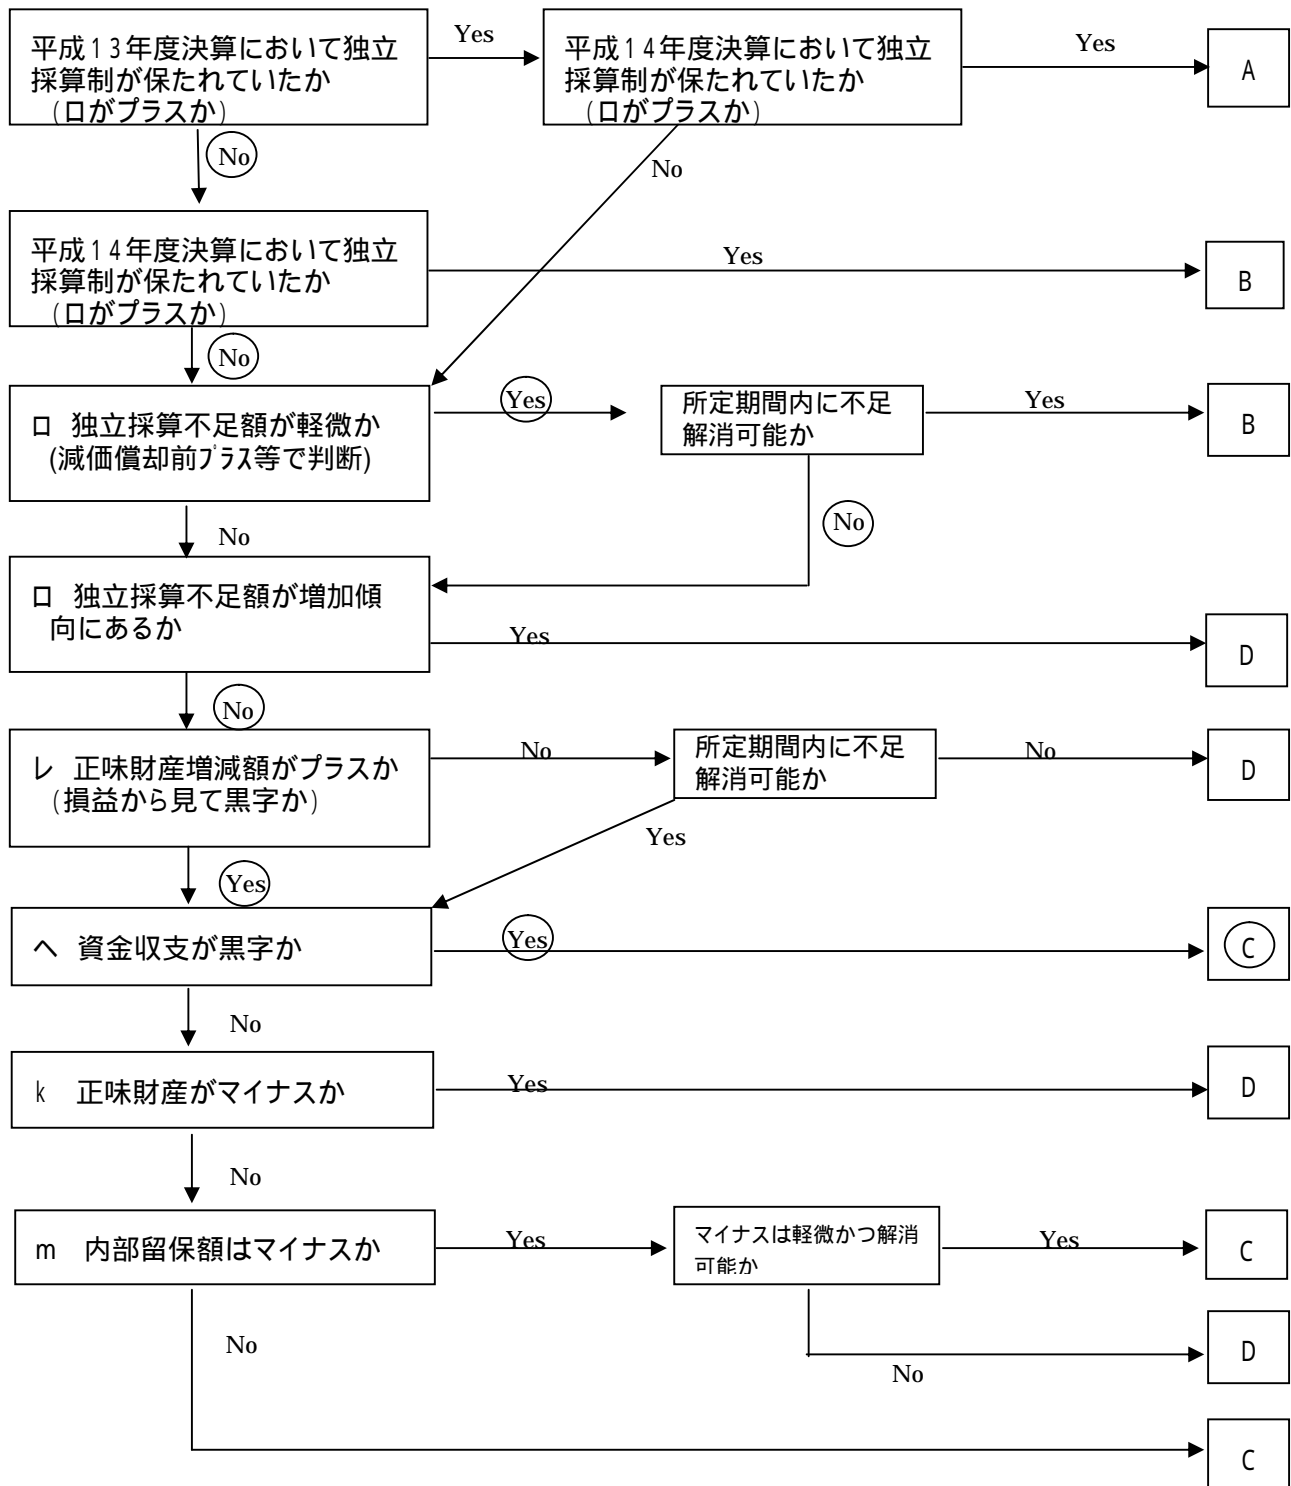 平成13年度決算において独立
採算制が保たれていたか
(ロがプラスか)
Yes
平成14年度決算において独立
採算制が保たれていたか
(ロがプラスか)
Yes
A
No
No
平成14年度決算において独立
採算制が保たれていたか
(ロがプラスか)
Yes
B
No
ロ 独立採算不足額が軽微か
(減価償却前プラス等で判断)
Yes
所定期間内に不足
解消可能か
Yes
B
No
No
ロ 独立採算不足額が増加傾
向にあるか
Yes
D
No
レ 正味財産増減額がプラスか
(損益から見て黒字か)
No
所定期間内に不足
解消可能か
No
D
Yes
Yes
ヘ 資金収支が黒字か
Yes
C
No
k 正味財産がマイナスか
Yes
D
No
m 内部留保額はマイナスか
Yes
マイナスは軽微かつ解消
可能か
Yes
C
No
No
D
C